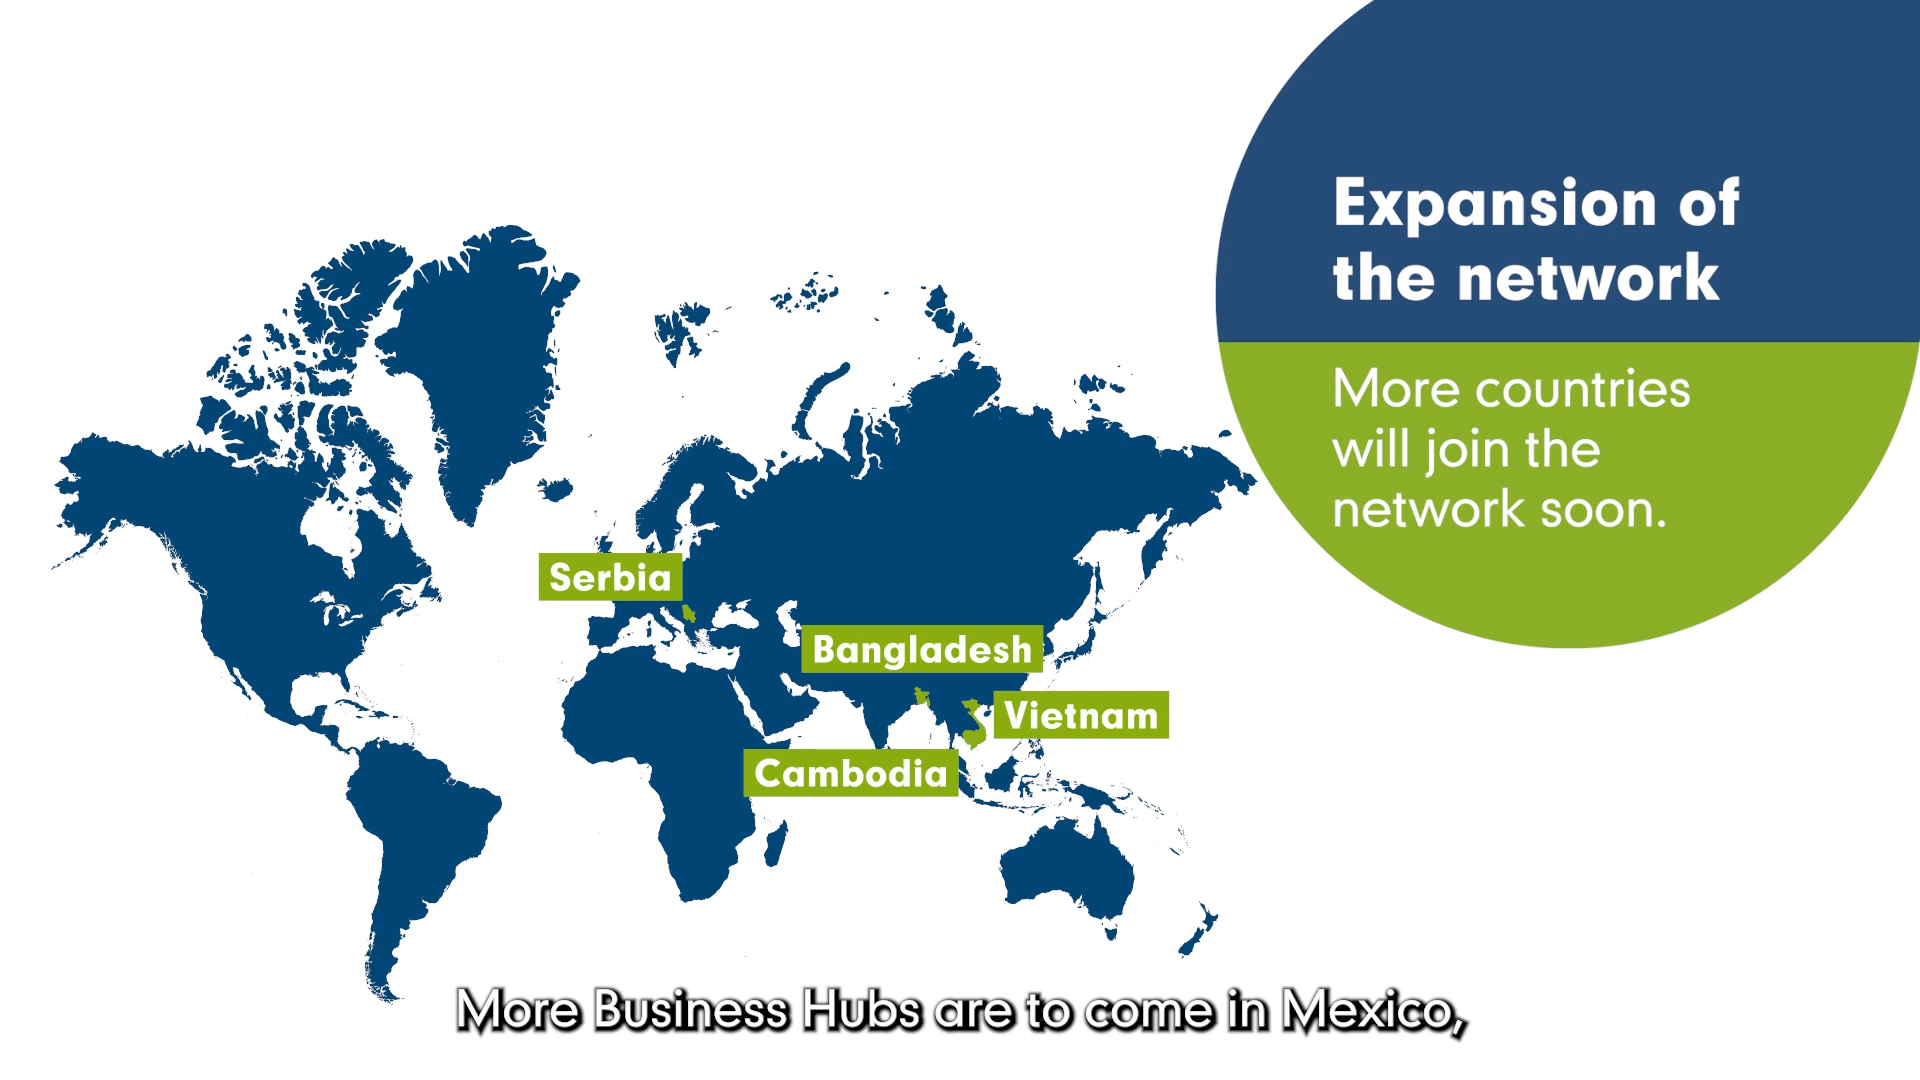 Expansion of
the network
More countries
will join the
network soon.
Serbia
Bangladesh
Vietnam
Cambodia
More Business Hubs are to come in Mexico,